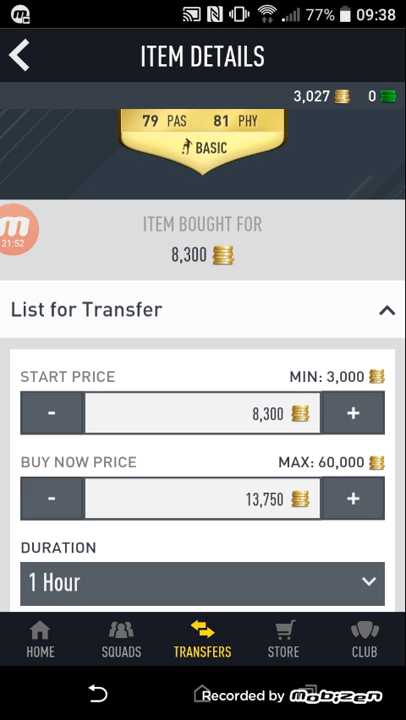 77% 09:38
ITEM DETAILS
3,027 0
79 PAS 81 PHY
BASIC
21:52
ITEM BOUGHT FOR
8,300
List for Transfer
START PRICE MIN: 3,000
- 8,300 +
BUY NOW PRICE MAX: 60,000
- 13,750 +
DURATION
1 Hour
HOME SQUADS TRANSFERS STORE CLUB
Recorded by mobizen